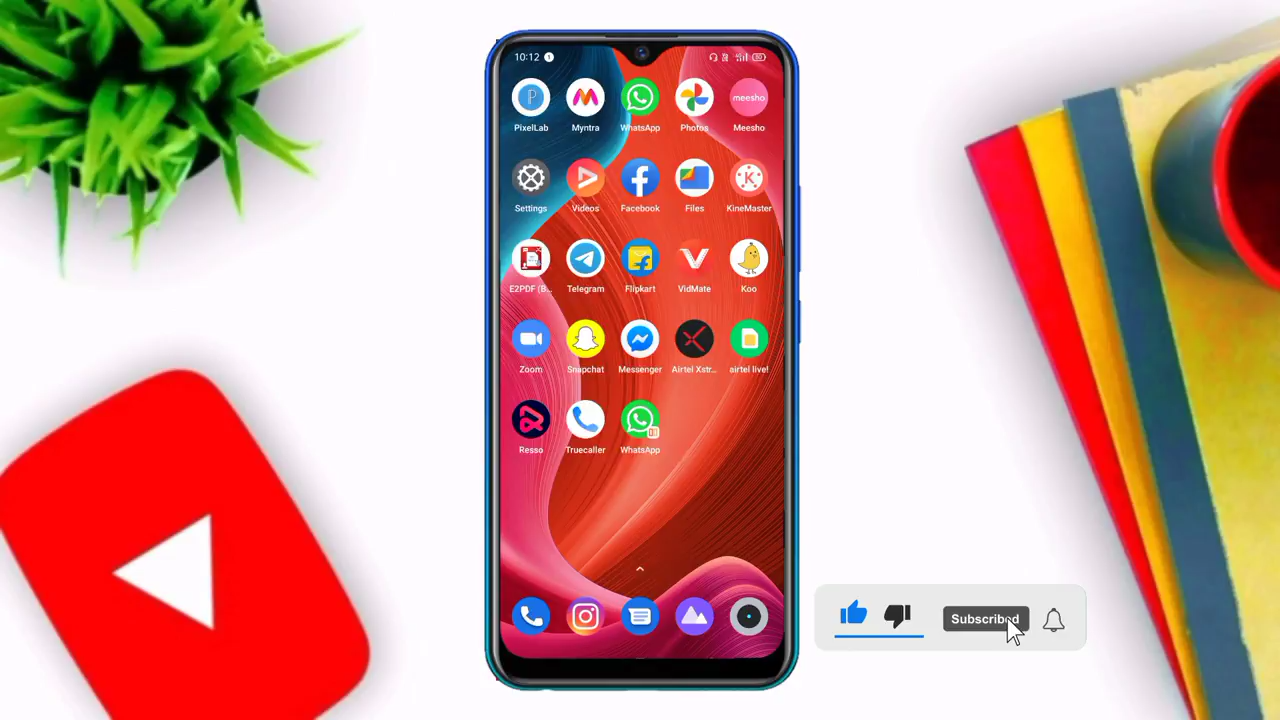 10:12
PixelLab
Myntra
WhatsApp
Photos
meesho
Meesho
Settings
Videos
Facebook
Files
KineMaster
E2PDF (B...
Telegram
Flipkart
VidMate
Koo
Zoom
Snapchat
Messenger
Airtel Xstr...
airtel live!
Resso
Truecaller
WhatsApp
Subscribed